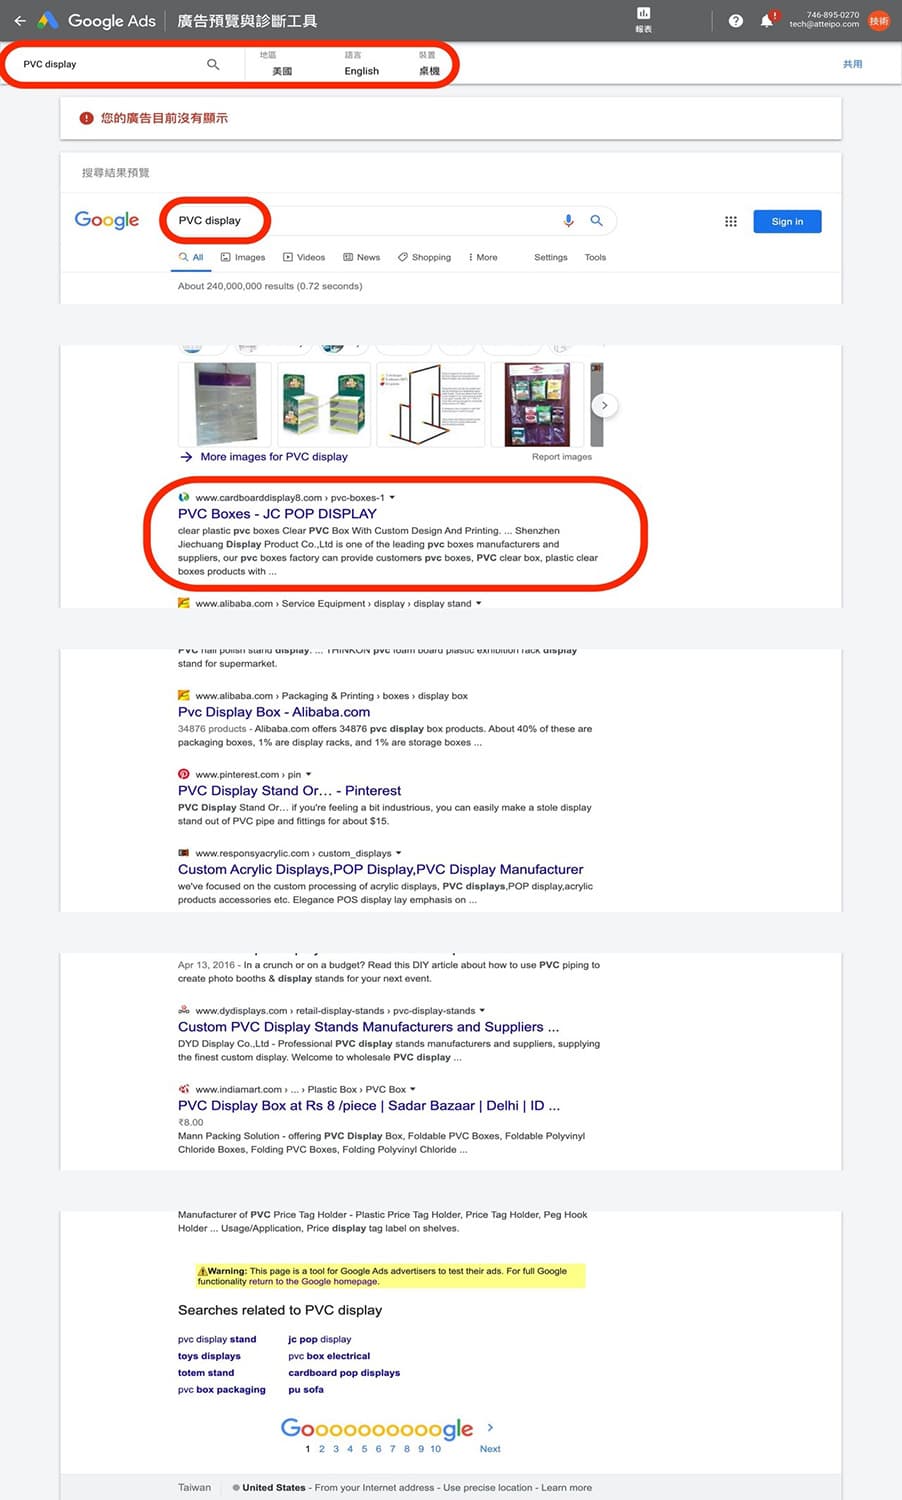 Google Ads 廣告預覽與診斷工具
報表
746-895-0270
tech@atteipo.com
技術
PVC display
地區 語言 裝置
美國 English 桌機
共用
您的廣告目前沒有顯示
搜尋結果預覽
Google PVC display Sign in
All Images Videos News Shopping More Settings Tools
About 240,000,000 results (0.72 seconds)
More images for PVC display Report images
www.cardboarddisplay8.com › pvc-boxes-1
PVC Boxes - JC POP DISPLAY
clear plastic pvc boxes Clear PVC Box With Custom Design And Printing. ... Shenzhen
Jiechuang Display Product Co.,Ltd is one of the leading pvc boxes manufacturers and
suppliers, our pvc boxes factory can provide customers pvc boxes, PVC clear box, plastic clear
boxes products with ...
www.alibaba.com › Service Equipment › display › display stand
PVC nail polish stand display. ... THINKON pvc foam board plastic exhibition rack display
stand for supermarket.
www.alibaba.com › Packaging & Printing › boxes › display box
Pvc Display Box - Alibaba.com
34876 products - Alibaba.com offers 34876 pvc display box products. About 40% of these are
packaging boxes, 1% are display racks, and 1% are storage boxes ...
www.pinterest.com › pin
PVC Display Stand Or… - Pinterest
PVC Display Stand Or… if you're feeling a bit industrious, you can easily make a stole display
stand out of PVC pipe and fittings for about $15.
www.responsyacrylic.com › custom_displays
Custom Acrylic Displays,POP Display,PVC Display Manufacturer
we've focused on the custom processing of acrylic displays, PVC displays,POP display,acrylic
products accessories etc. Elegance POS display lay emphasis on ...
Apr 13, 2016 - In a crunch or on a budget? Read this DIY article about how to use PVC piping to
create photo booths & display stands for your next event.
www.dydisplays.com › retail-display-stands › pvc-display-stands
Custom PVC Display Stands Manufacturers and Suppliers ...
DYD Display Co.,Ltd - Professional PVC display stands manufacturers and suppliers, supplying
the finest custom display. Welcome to wholesale PVC display ...
www.indiamart.com › ... › Plastic Box › PVC Box
PVC Display Box at Rs 8 /piece | Sadar Bazaar | Delhi | ID ...
₹8.00
Mann Packing Solution - offering PVC Display Box, Foldable PVC Boxes, Foldable Polyvinyl
Chloride Boxes, Folding PVC Boxes, Folding Polyvinyl Chloride ...
Manufacturer of PVC Price Tag Holder - Plastic Price Tag Holder, Price Tag Holder, Peg Hook
Holder ... Usage/Application, Price display tag label on shelves.
Warning: This page is a tool for Google Ads advertisers to test their ads. For full Google
functionality return to the Google homepage.
Searches related to PVC display
pvc display stand jc pop display
toys displays pvc box electrical
totem stand cardboard pop displays
pvc box packaging pu sofa
Goooooooooogle
1 2 3 4 5 6 7 8 9 10 Next
Taiwan United States - From your Internet address - Use precise location - Learn more